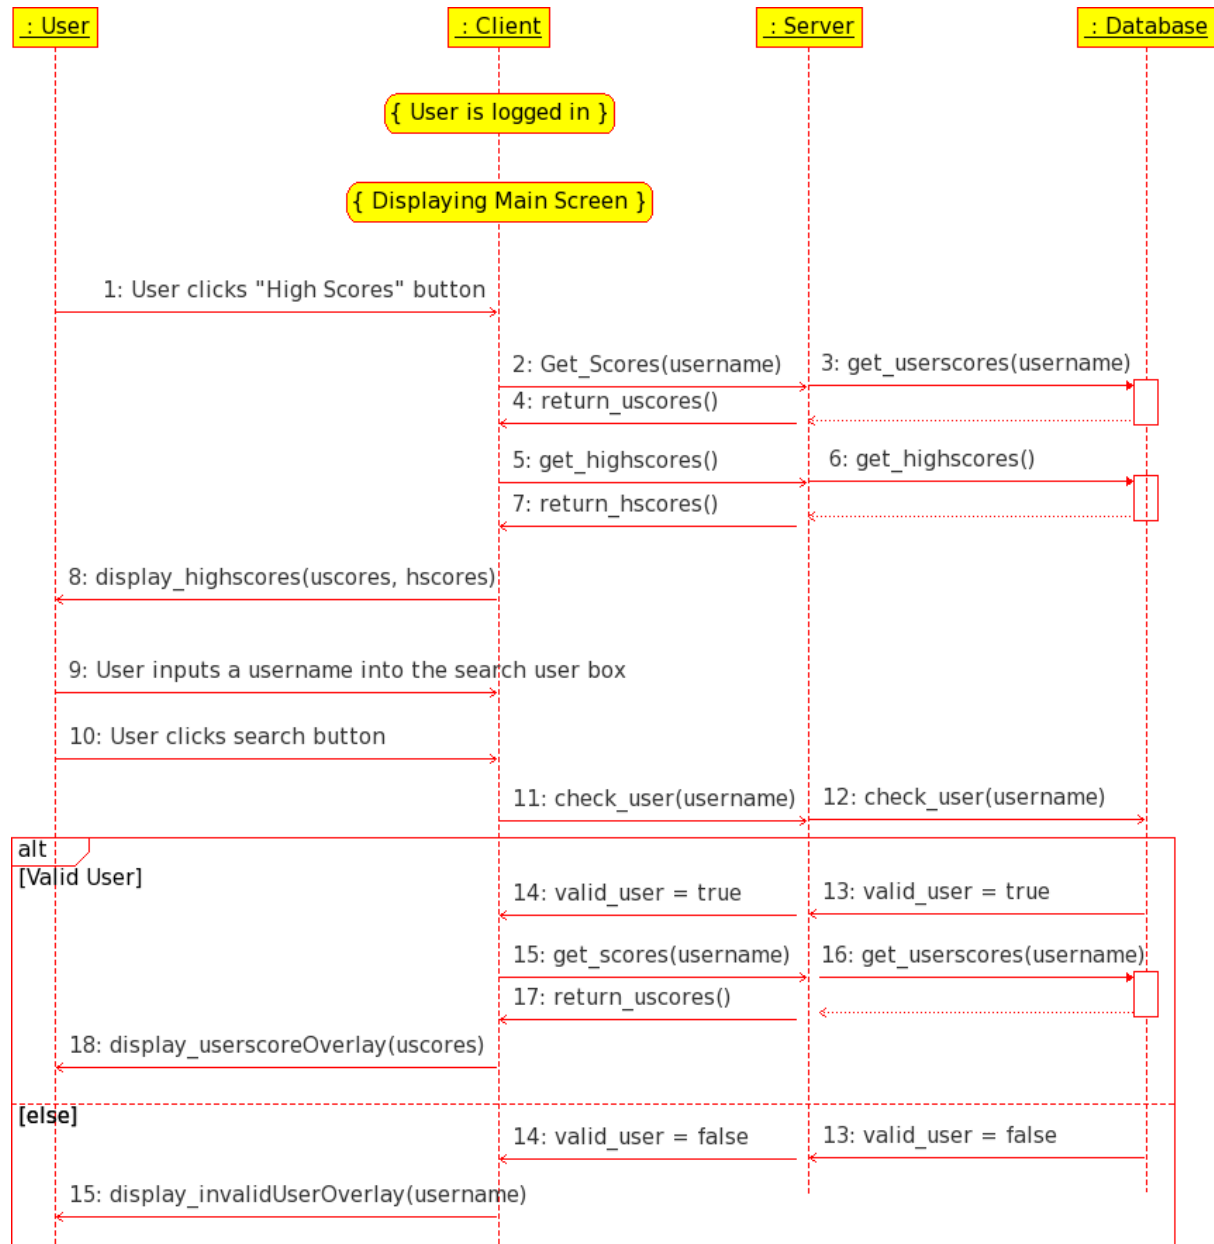 : User
: Client
: Server
: Database
{ User is logged in }
{ Displaying Main Screen }
1: User clicks "High Scores" button
2: Get_Scores(username)
3: get_userscores(username)
4: return_uscores()
5: get_highscores()
6: get_highscores()
7: return_hscores()
8: display_highscores(uscores, hscores)
9: User inputs a username into the search user box
10: User clicks search button
11: check_user(username)
12: check_user(username)
alt
[Valid User]
14: valid_user = true
13: valid_user = true
15: get_scores(username)
16: get_userscores(username)
17: return_uscores()
18: display_userscoreOverlay(uscores)
[else]
14: valid_user = false
13: valid_user = false
15: display_invalidUserOverlay(username)